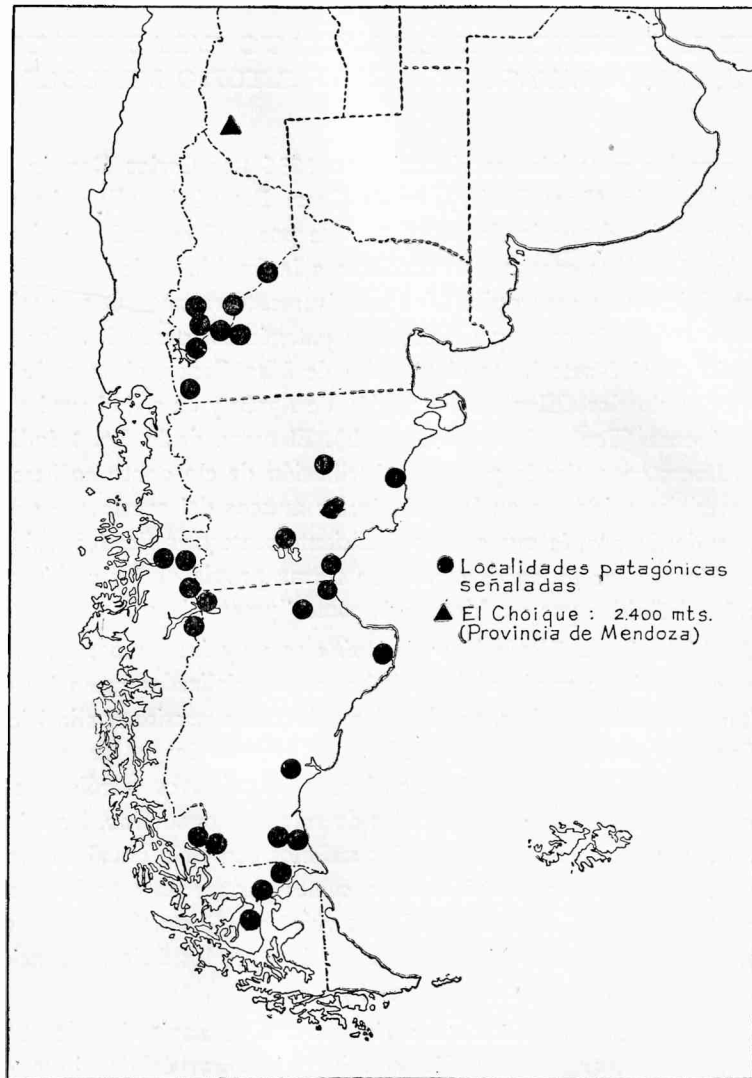 Localidades patagónicas
señaladas
El Choique : 2.400 mts.
(Provincia de Mendoza)